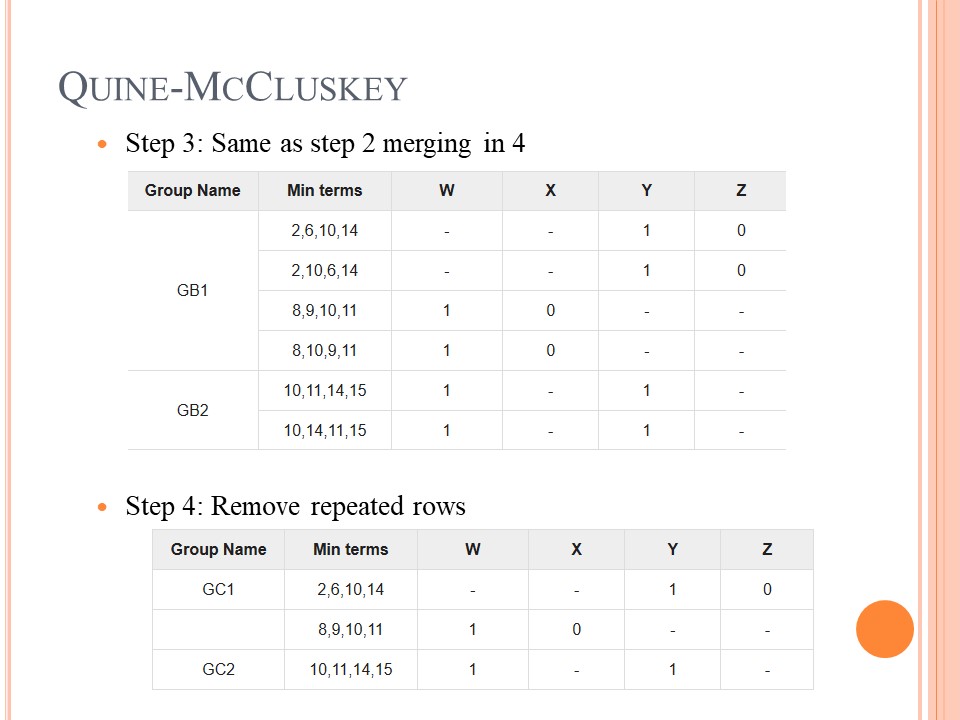 QUINE-MCCLUSKEY
Step 3: Same as step 2 merging in 4
Group Name Min terms W X Y Z
GB1
2,6,10,14 - - 1 0
2,10,6,14 - - 1 0
8,9,10,11 1 0 - -
8,10,9,11 1 0 - -
GB2
10,11,14,15 1 - 1 -
10,14,11,15 1 - 1 -
Step 4: Remove repeated rows
Group Name Min terms W X Y Z
GC1 2,6,10,14 - - 1 0
8,9,10,11 1 0 - -
GC2 10,11,14,15 1 - 1 -